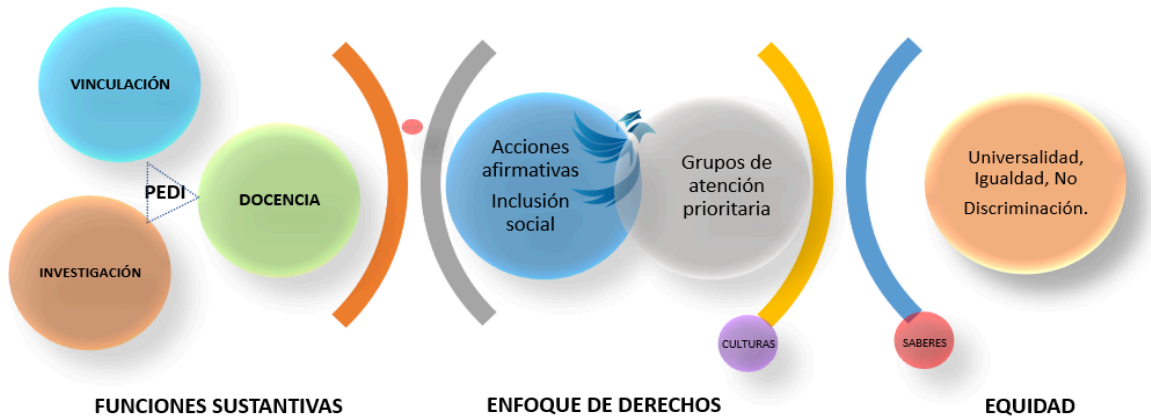 VINCULACIÓN
PEDI
DOCENCIA
INVESTIGACIÓN
Acciones
afirmativas
Inclusión
social
Grupos de
atención
prioritaria
Universalidad,
Igualdad, No
Discriminación.
CULTURAS
SABERES
FUNCIONES SUSTANTIVAS
ENFOQUE DE DERECHOS
EQUIDAD